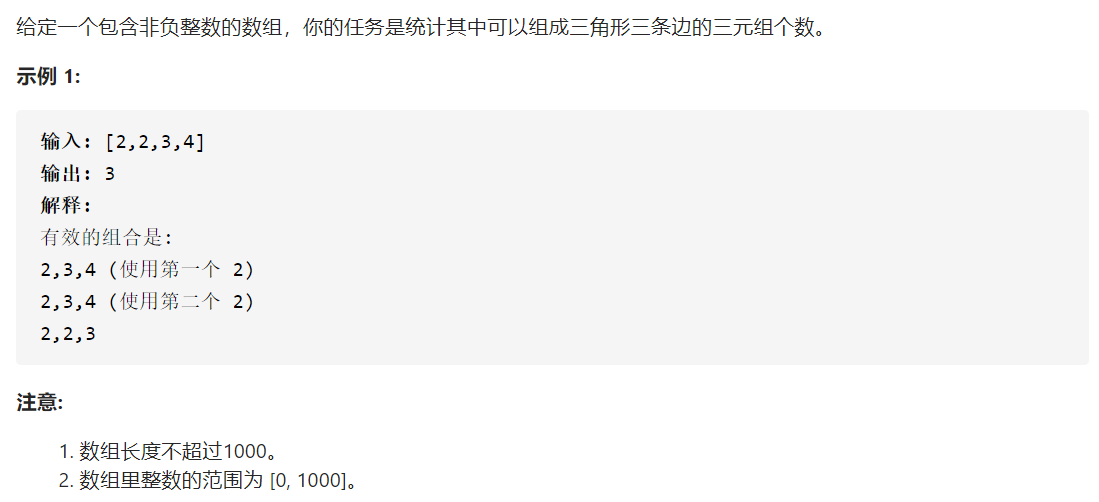 给定一个包含非负整数的数组，你的任务是统计其中可以组成三角形三条边的三元组个数。
示例 1:
输入: [2,2,3,4]
输出: 3
解释:
有效的组合是:
2,3,4 (使用第一个 2)
2,3,4 (使用第二个 2)
2,2,3
注意:
1. 数组长度不超过1000。
2. 数组里整数的范围为 [0, 1000]。